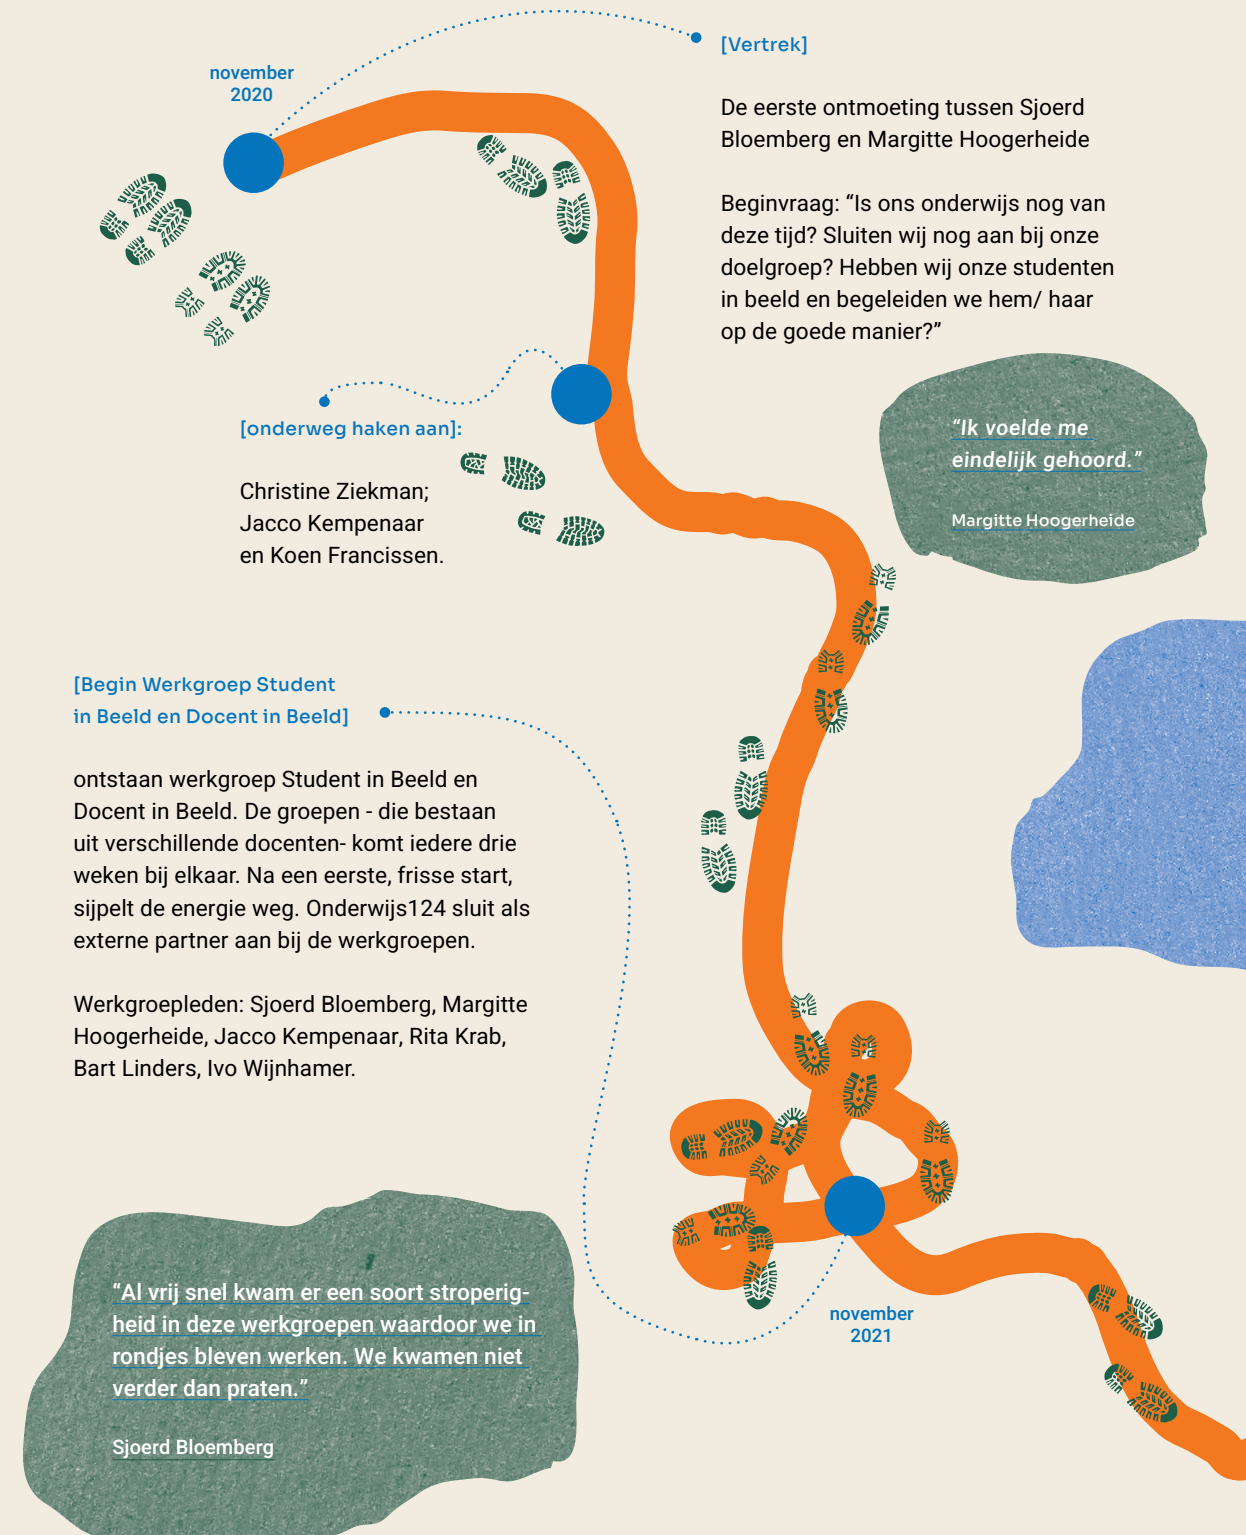 november
2020
[Vertrek]
De eerste ontmoeting tussen Sjoerd
Bloemberg en Margitte Hoogerheide
Beginvraag: “Is ons onderwijs nog van
deze tijd? Sluiten wij nog aan bij onze
doelgroep? Hebben wij onze studenten
in beeld en begeleiden we hem/ haar
op de goede manier?”
[onderweg haken aan]:
Christine Ziekman;
Jacco Kempenaar
en Koen Francissen.
“Ik voelde me
eindelijk gehoord.”
Margitte Hoogerheide
[Begin Werkgroep Student
in Beeld en Docent in Beeld]
ontstaan werkgroep Student in Beeld en
Docent in Beeld. De groepen - die bestaan
uit verschillende docenten- komt iedere drie
weken bij elkaar. Na een eerste, frisse start,
sijpelt de energie weg. Onderwijs124 sluit als
externe partner aan bij de werkgroepen.
Werkgroepleden: Sjoerd Bloemberg, Margitte
Hoogerheide, Jacco Kempenaar, Rita Krab,
Bart Linders, Ivo Wijnhamer.
“Al vrij snel kwam er een soort stroperig-
heid in deze werkgroepen waardoor we in
rondjes bleven werken. We kwamen niet
verder dan praten.”
Sjoerd Bloemberg
november
2021